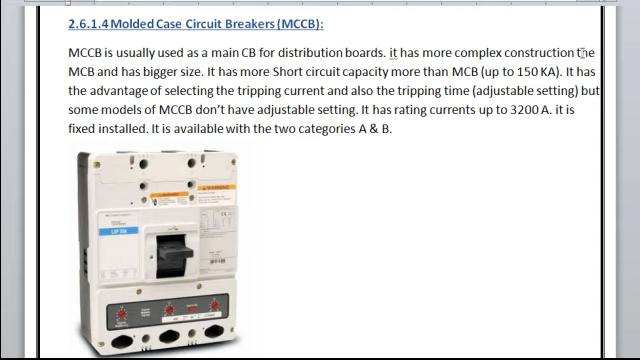 2.6.1.4 Molded Case Circuit Breakers (MCCB):
MCCB is usually used as a main CB for distribution boards. it has more complex construction the
MCB and has bigger size. It has more Short circuit capacity more than MCB (up to 150 KA). It has
the advantage of selecting the tripping current and also the tripping time (adjustable setting) but
some models of MCCB don't have adjustable setting. It has rating currents up to 3200 A. it is
fixed installed. It is available with the two categories A & B.
WARNING